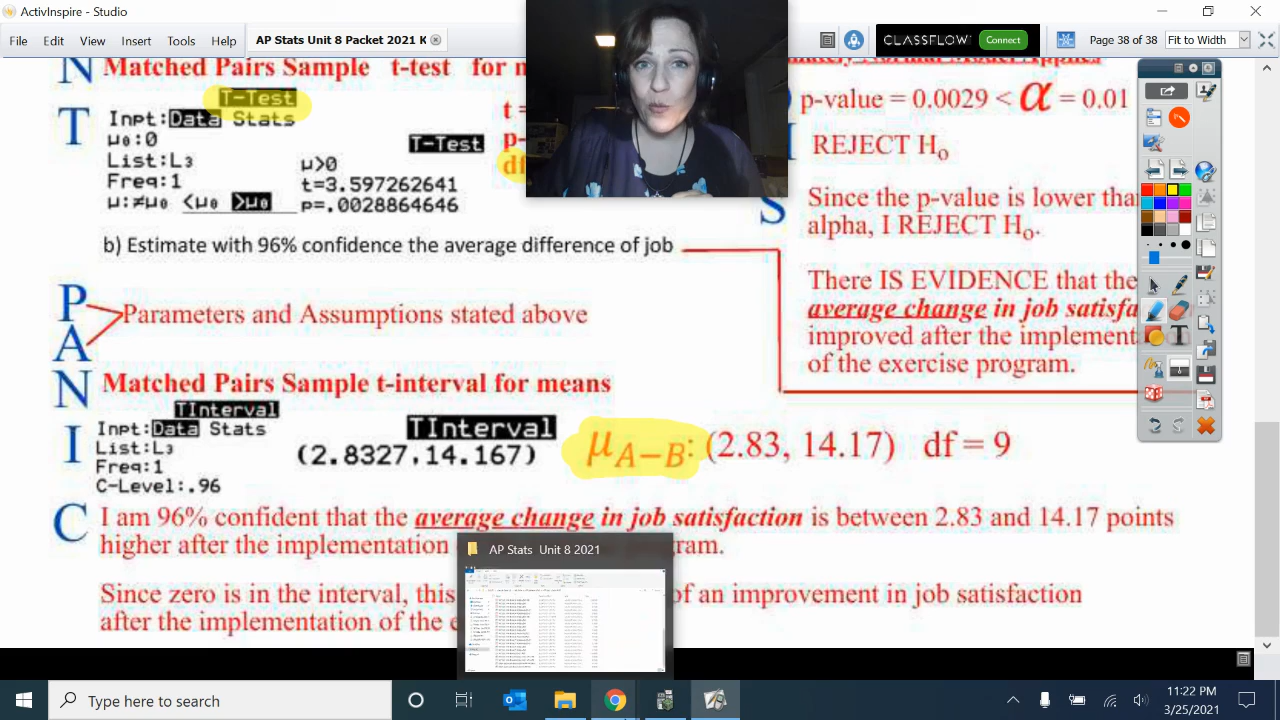 ActivInspire - Studio
File Edit View Insert Tools Help
AP Stats Unit 8 Packet 2021 K
CLASSFLOW Connect
Page 38 of 38
Fit to Width
N Matched Pairs Sample t-test for m
Normal Model Applies
T-Test
T
Inpt:Data Stats
μ₀:0
List:L₃
Freq:1
μ:≠μ₀ <μ₀ >μ₀
T-Test
μ>0
t=3.597262641
p=.0028864646
t =
p-
df
p-value = 0.0029 < α = 0.01
REJECT H₀
S
Since the p-value is lower tha
alpha, I REJECT H₀.
There IS EVIDENCE that the
average change in job satisfa
improved after the implement
of the exercise program.
b) Estimate with 96% confidence the average difference of job
P
A
Parameters and Assumptions stated above
N Matched Pairs Sample t-interval for means
I
TInterval
Inpt:Data Stats
List:L₃
Freq:1
C-Level:.96
TInterval
(2.8327,14.167)
μA−B: (2.83, 14.17) df = 9
C I am 96% confident that the average change in job satisfaction is between 2.83 and 14.17 points
higher after the implementation gram.
Since zero interval, this of an improvement in job satisfaction
after the of the
AP Stats Unit 8 2021
Type here to search
11:22 PM
3/25/2021